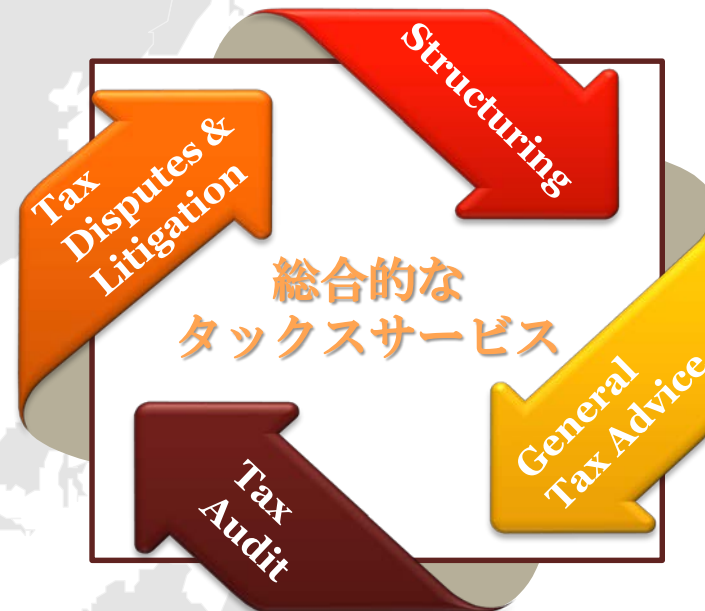 Structuring
Tax
Disputes &
Litigation
総合的な
タックスサービス
General
Tax Advice
Tax
Audit